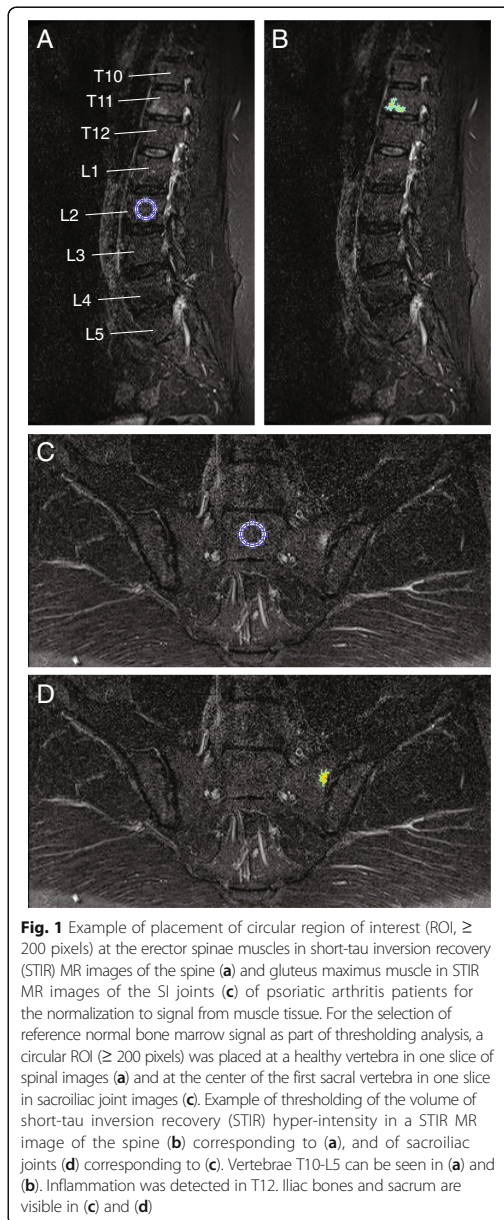 A
B
T10
T11
T12
L1
L2
L3
L4
L5
C
D
Fig. 1 Example of placement of circular region of interest (ROI, ≥
200 pixels) at the erector spinae muscles in short-tau inversion recovery
(STIR) MR images of the spine (a) and gluteus maximus muscle in STIR
MR images of the SI joints (c) of psoriatic arthritis patients for
the normalization to signal from muscle tissue. For the selection of
reference normal bone marrow signal as part of thresholding analysis, a
circular ROI (≥ 200 pixels) was placed at a healthy vertebra in one slice of
spinal images (a) and at the center of the first sacral vertebra in one slice
in sacroiliac joint images (c). Example of thresholding of the volume of
short-tau inversion recovery (STIR) hyper-intensity in a STIR MR
image of the spine (b) corresponding to (a), and of sacroiliac
joints (d) corresponding to (c). Vertebrae T10-L5 can be seen in (a) and
(b). Inflammation was detected in T12. Iliac bones and sacrum are
visible in (c) and (d)